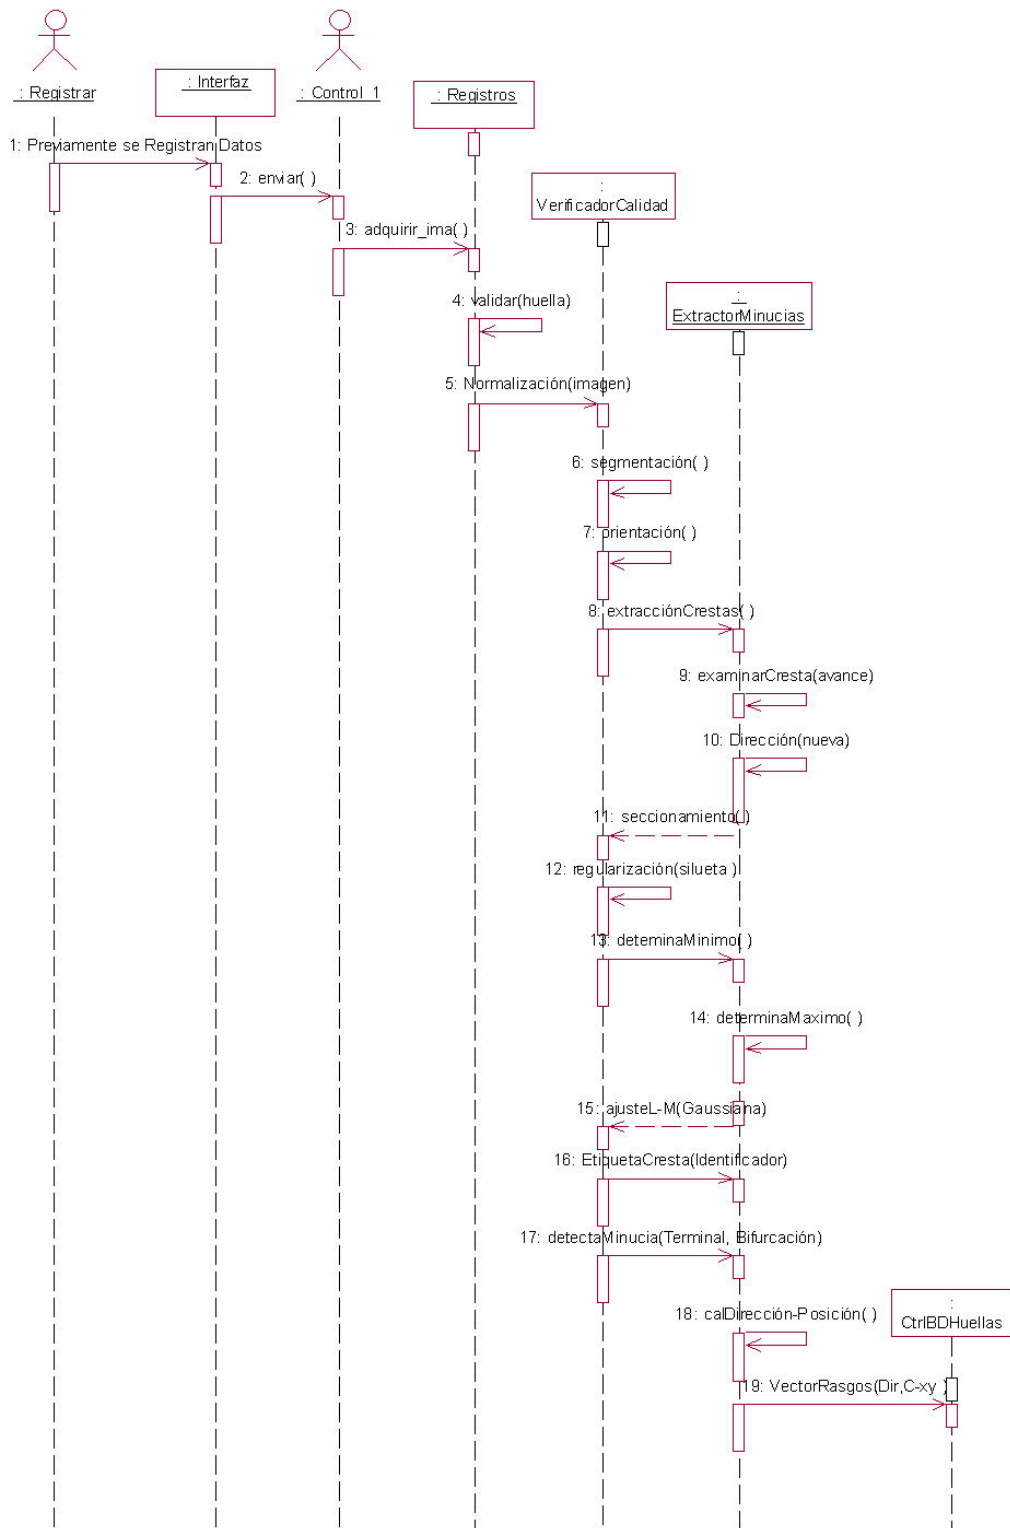 : Registrar
: Interfaz
: Control_1
: Registros
1: Previamente se Registran Datos
2: enviar( )
:
VerificadorCalidad
3: adquirir_ima( )
:
ExtractorMinucias
4: validar(huella)
5: Normalización(imagen)
6: segmentación( )
7: orientación( )
8: extracciónCrestas( )
9: examinarCresta(avance)
10: Dirección(nueva)
11: seccionamiento( )
12: regularización(silueta )
13: deteminaMinimo( )
14: determinaMaximo( )
15: ajusteL-M(Gaussiana)
16: EtiquetaCresta(Identificador)
17: detectaMinucia(Terminal, Bifurcación)
:
CtrlBDHuellas
18: calDirección-Posición( )
19: VectorRasgos(Dir,C-xy )